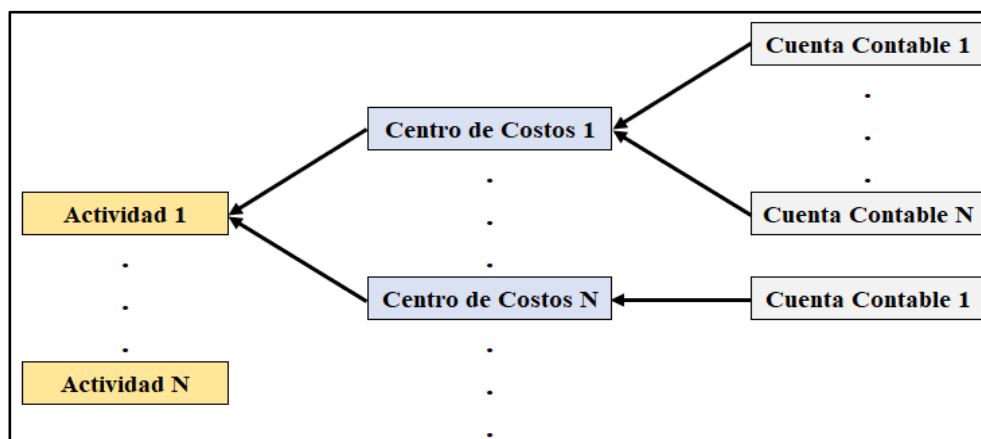 Cuenta Contable 1
Centro de Costos 1
Actividad 1
Cuenta Contable N
Centro de Costos N
Cuenta Contable 1
Actividad N